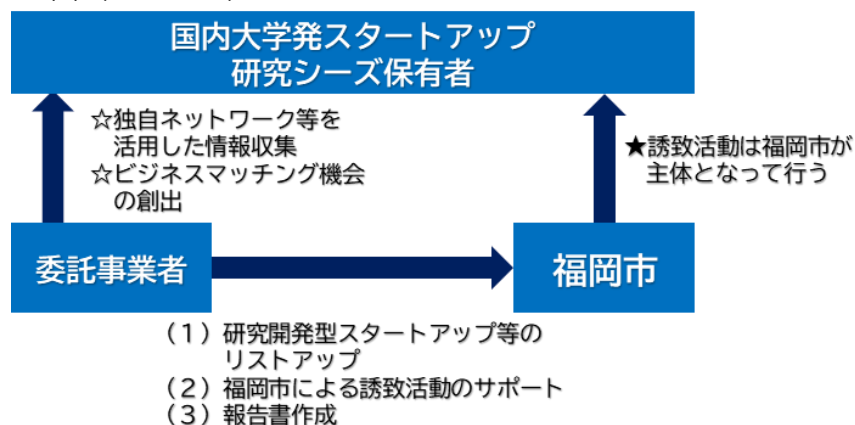 国内大学発スタートアップ
研究シーズ保有者
☆独自ネットワーク等を
活用した情報収集
☆ビジネスマッチング機会
の創出
★誘致活動は福岡市が
主体となって行う
委託事業者
福岡市
（１）研究開発型スタートアップ等の
リストアップ
（２）福岡市による誘致活動のサポート
（３）報告書作成